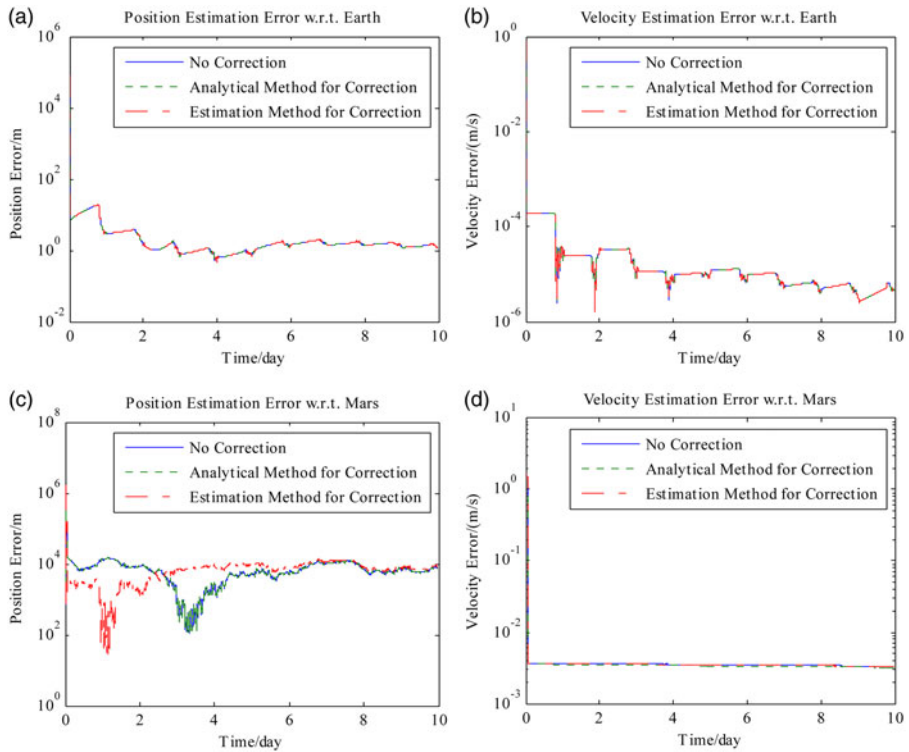 (a)
Position Estimation Error w.r.t. Earth
10^6
10^4
10^2
10^0
10^-2
Position Error/m
No Correction
Analytical Method for Correction
Estimation Method for Correction
0 2 4 6 8 10
Time/day
(b)
Velocity Estimation Error w.r.t. Earth
10^0
10^-2
10^-4
10^-6
Velocity Error/(m/s)
No Correction
Analytical Method for Correction
Estimation Method for Correction
0 2 4 6 8 10
Time/day
(c)
Position Estimation Error w.r.t. Mars
10^8
10^6
10^4
10^2
10^0
Position Error/m
No Correction
Analytical Method for Correction
Estimation Method for Correction
0 2 4 6 8 10
Time/day
(d)
Velocity Estimation Error w.r.t. Mars
10^1
10^0
10^-1
10^-2
10^-3
Velocity Error/(m/s)
No Correction
Analytical Method for Correction
Estimation Method for Correction
0 2 4 6 8 10
Time/day